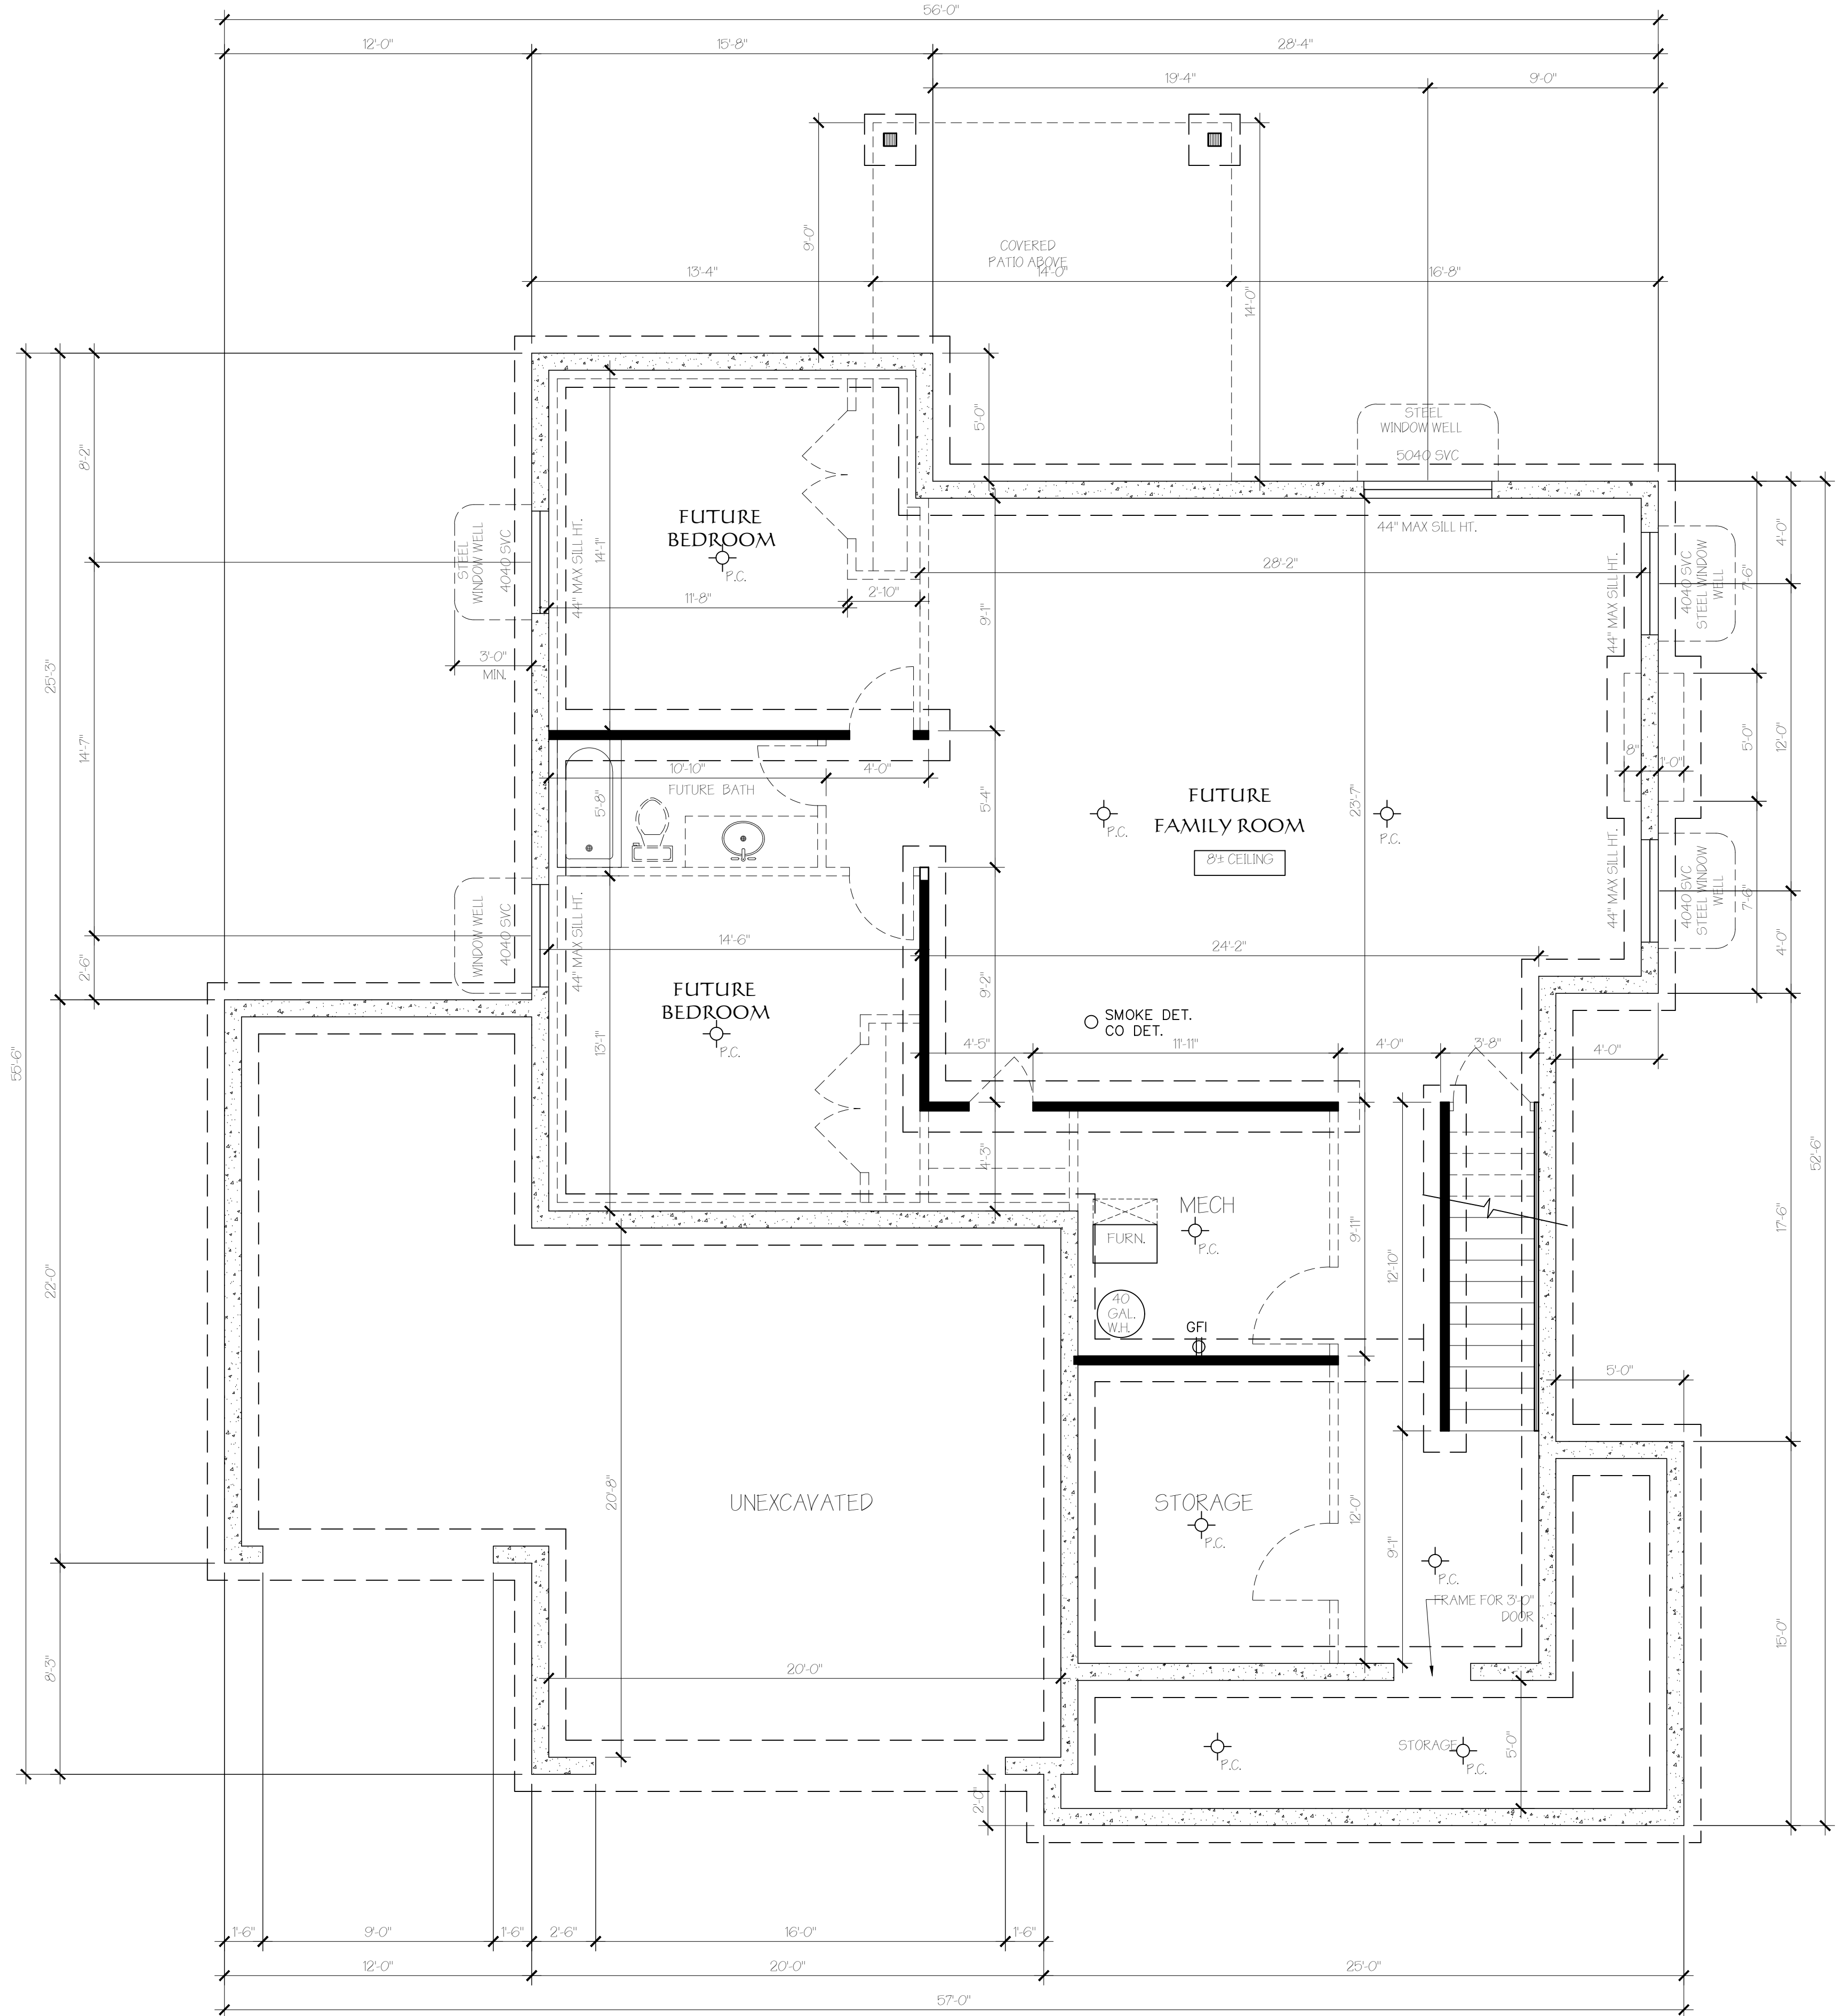 56'-0"
12'-0"
15'-8"
28'-4"
19'-4"
9'-0"
9'-0"
COVERED
PATIO ABOVE
13'-4"
14'-0"
16'-8"
14'-0"
5'-0"
STEEL
WINDOW WELL
5040 SVC
44" MAX SILL HT.
8'-2"
FUTURE
BEDROOM
P.C.
14'-1"
STEEL
WINDOW WELL
4040 SVC
44" MAX SILL HT.
11'-8"
2'-10"
9'-1"
28'-2"
44" MAX SILL HT.
4040 SVC
STEEL WINDOW
WELL
7'-6"
4'-0"
3'-0"
MIN.
25'-3"
14'-7"
10'-10"
4'-0"
FUTURE BATH
5'-8"
5'-4"
FUTURE
FAMILY ROOM
8'± CEILING
P.C.
P.C.
23'-7"
8"
1'-0"
5'-0"
12'-0"
44" MAX SILL HT.
4040 SVC
STEEL WINDOW
WELL
7'-6"
4'-0"
WINDOW WELL
4040 SVC
44" MAX SILL HT.
2'-6"
14'-6"
24'-2"
9'-2"
FUTURE
BEDROOM
P.C.
13'-1"
SMOKE DET.
CO DET.
4'-5"
11'-11"
4'-0"
3'-8"
4'-0"
55'-6"
52'-6"
4'-3"
MECH
P.C.
FURN.
40
GAL.
W.H.
GFI
9'-11"
12'-10"
17'-6"
22'-0"
5'-0"
20'-8"
UNEXCAVATED
STORAGE
P.C.
12'-0"
9'-1"
P.C.
FRAME FOR 3'-0"
DOOR
15'-0"
8'-3"
20'-0"
STORAGE
P.C.
P.C.
5'-0"
2'-0"
1'-6"
9'-0"
1'-6"
2'-6"
16'-0"
1'-6"
12'-0"
20'-0"
25'-0"
57'-0"